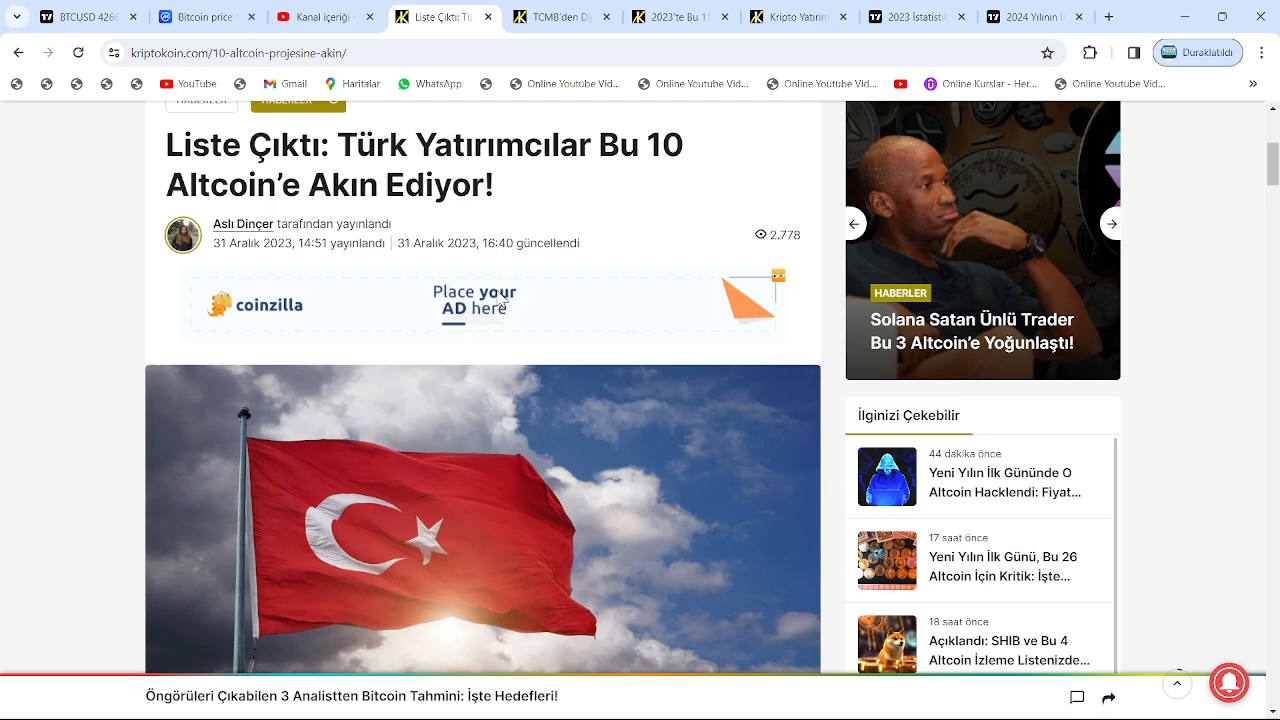 BTCUSD 4266
Bitcoin price
Kanal içeriği -
Liste Çıktı: Tü
TCMB'den Dö
2023'te Bu 11
Kripto Yatırım
2023 İstatisti
2024 Yılının İl
kriptokoin.com/10-altcoin-projesine-akin/
Duraklatıldı
YouTube
Gmail
Haritalar
WhatsApp
Online Youtube Vid...
Online Youtube Vid...
Online Youtube Vid...
Online Kurslar - Her...
Online Youtube Vid...
HABERLER
HABERLER
Liste Çıktı: Türk Yatırımcılar Bu 10
Altcoin'e Akın Ediyor!
Aslı Dinçer tarafından yayınlandı
31 Aralık 2023, 14:51 yayınlandı | 31 Aralık 2023, 16:40 güncellendi
2.778
coinzilla
Place your
AD here
HABERLER
Solana Satan Ünlü Trader
Bu 3 Altcoin'e Yoğunlaştı!
İlginizi Çekebilir
44 dakika önce
Yeni Yılın İlk Gününde O
Altcoin Hacklendi: Fiyat...
17 saat önce
Yeni Yılın İlk Günü, Bu 26
Altcoin İçin Kritik: İşte...
18 saat önce
Açıklandı: SHIB ve Bu 4
Altcoin İzleme Listenizde...
Öngörüleri Çıkabilen 3 Analistten Bitcoin Tahmini: İşte Hedefleri!